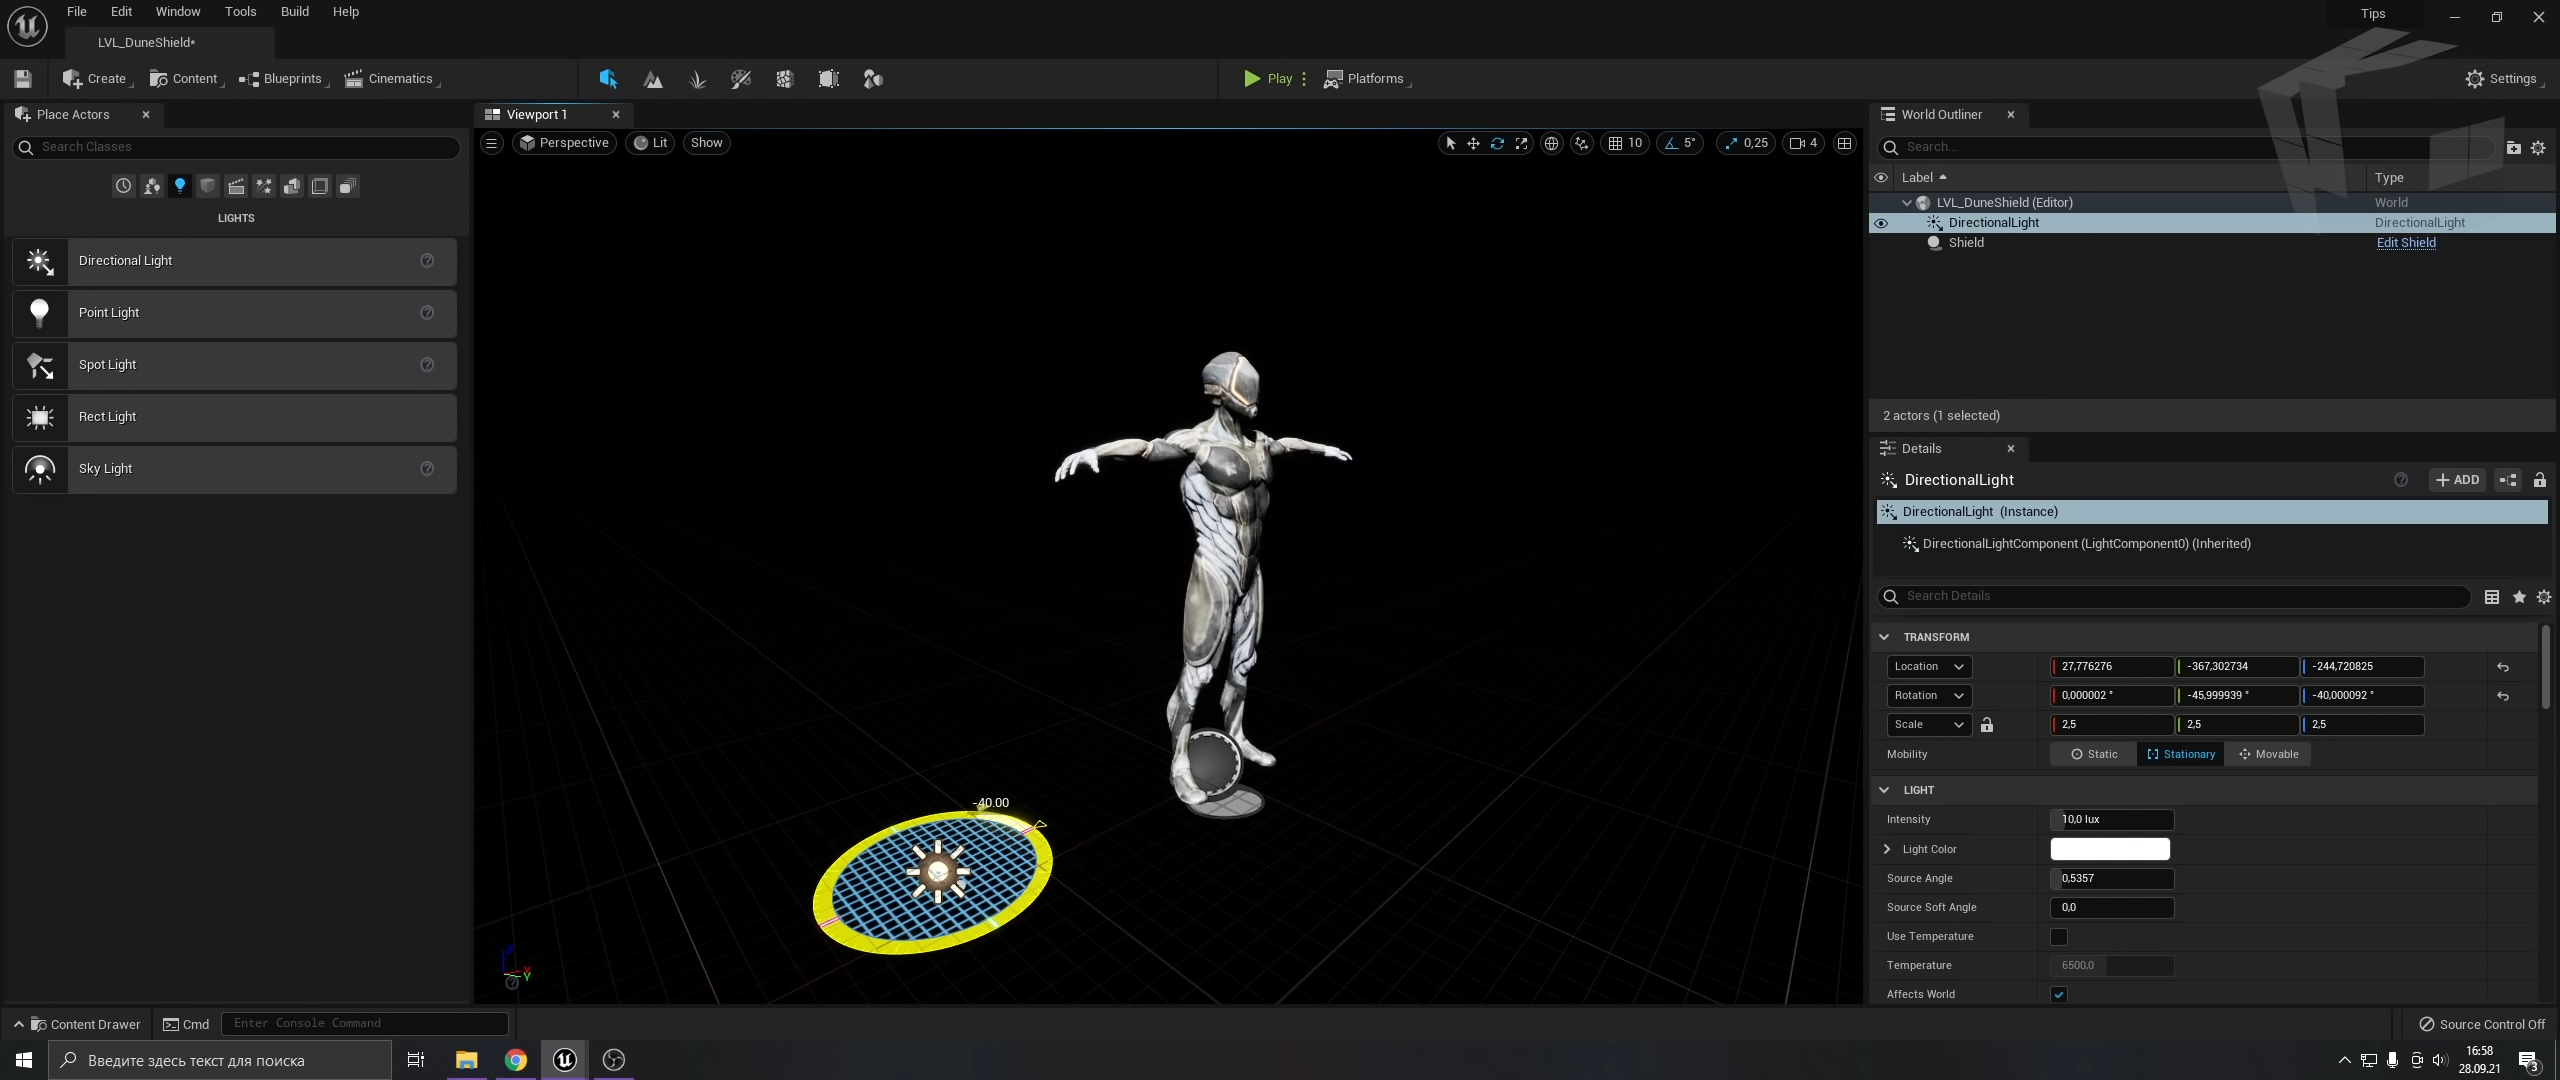 File Edit Window Tools Build Help
Tips
LVL_DuneShield*
Create Content Blueprints Cinematics Play Platforms Settings
Place Actors
Search Classes
LIGHTS
Directional Light
Point Light
Spot Light
Rect Light
Sky Light
Viewport 1
Perspective Lit Show 10 5° 0,25 4
-40.00
World Outliner
Search...
Label Type
LVL_DuneShield (Editor) World
DirectionalLight DirectionalLight
Shield Edit Shield
2 actors (1 selected)
Details
DirectionalLight ADD
DirectionalLight (Instance)
DirectionalLightComponent (LightComponent0) (Inherited)
Search Details
TRANSFORM
Location 27,776276 -367,302734 -244,720825
Rotation 0,000002 ° -45,999939 ° -40,000092 °
Scale 2,5 2,5 2,5
Mobility Static Stationary Movable
LIGHT
Intensity 10,0 lux
Light Color
Source Angle 0,5357
Source Soft Angle 0,0
Use Temperature
Temperature 6500,0
Affects World
X Y
Content Drawer Cmd Enter Console Command Source Control Off
Введите здесь текст для поиска
16:58
28.09.21
3